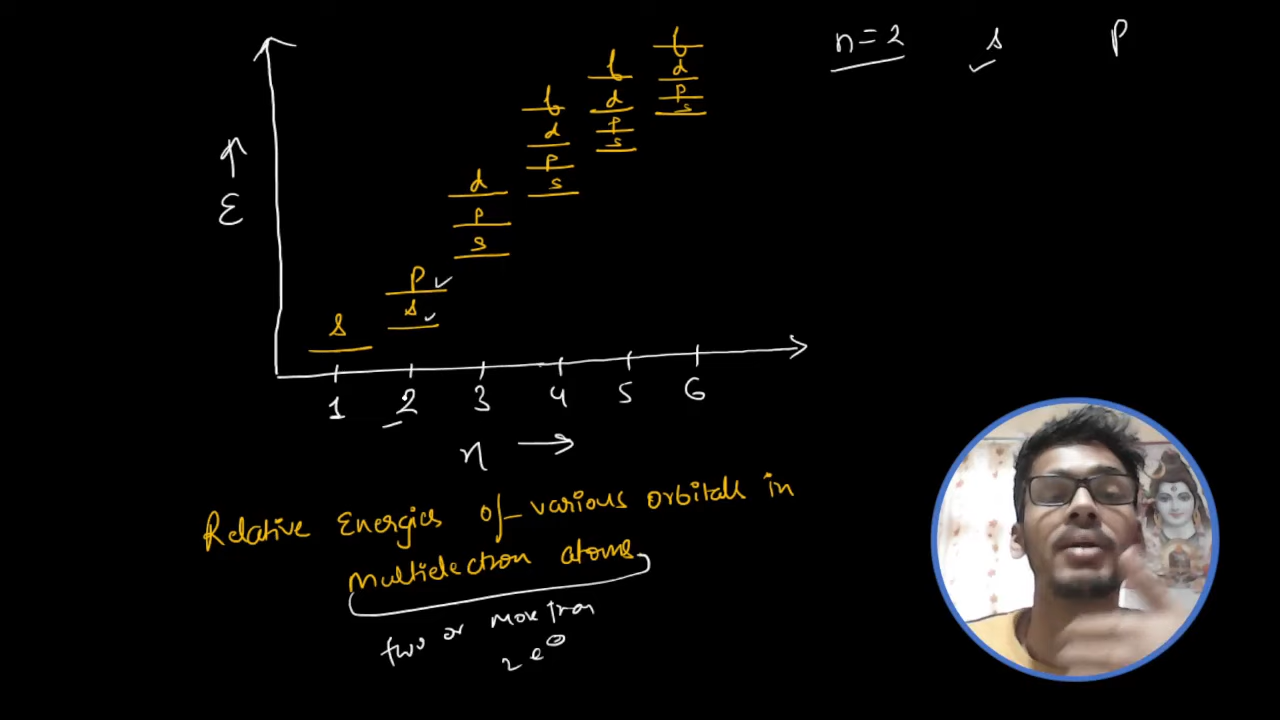 n=2 s p
f
f d
f d p
d p s
d p s
p s
d
p
s
p
s
s
E
1 2 3 4 5 6
n
Relative Energies of various orbitals in
Multielectron atoms
two or more than
2 e⊖